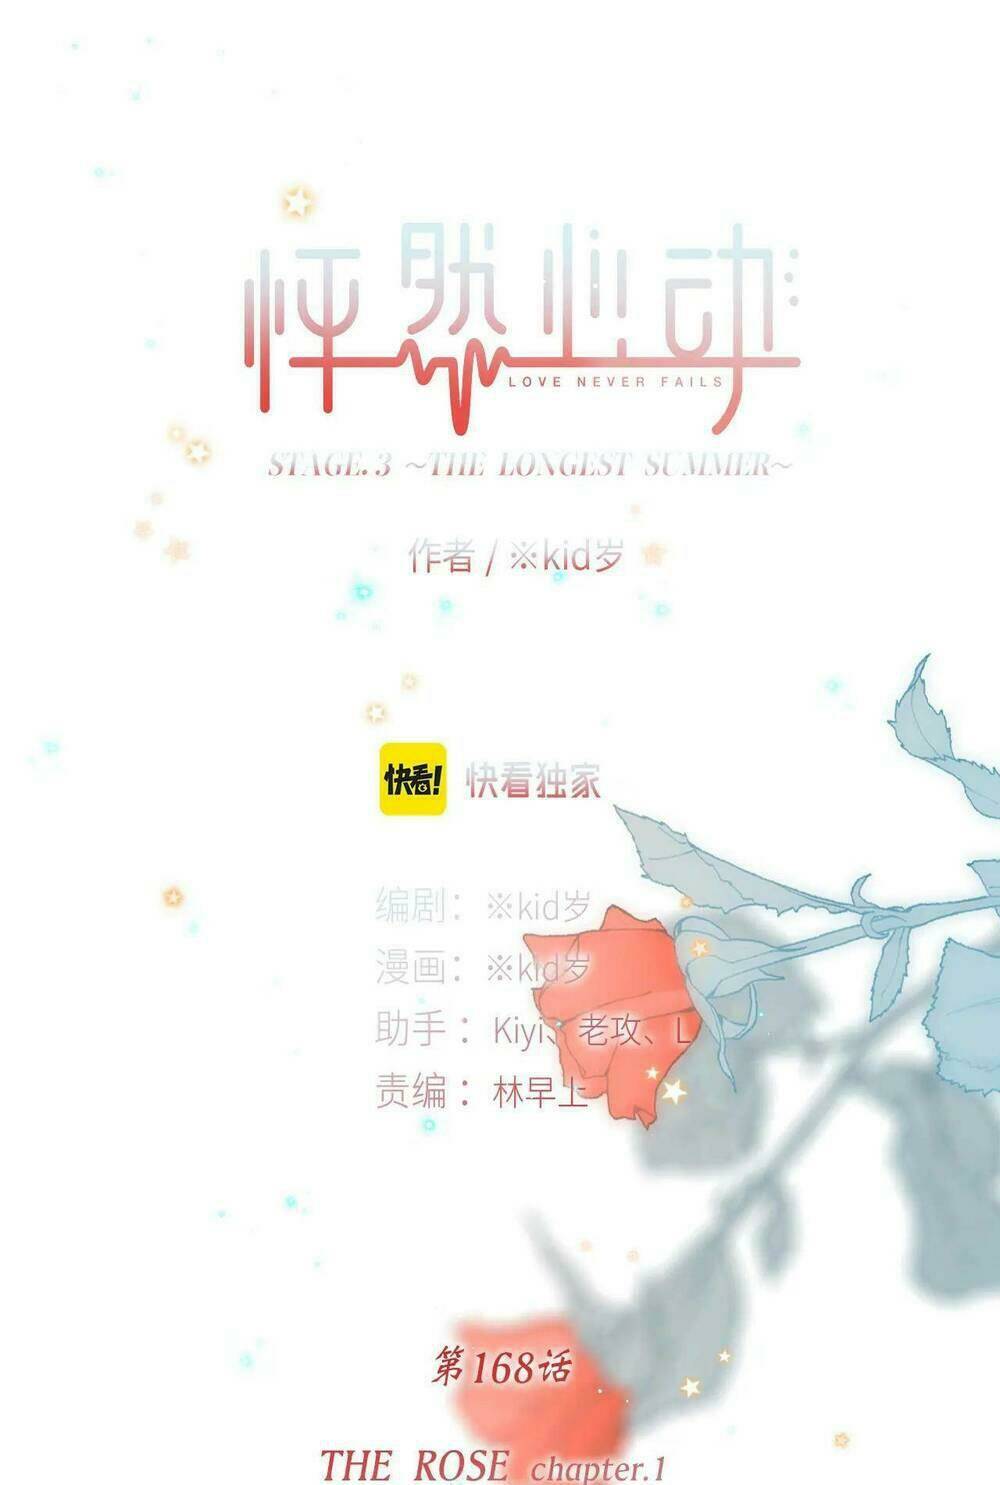 怦然心动
LOVE NEVER FAILS
STAGE.3 ~THE LONGEST SUMMER~
作者 / ※kid岁
快看! 快看独家
编剧：※kid岁
漫画：※kid岁
助手：Kiyi、老攻、L
责编：林早上
第168话
THE ROSE chapter.1